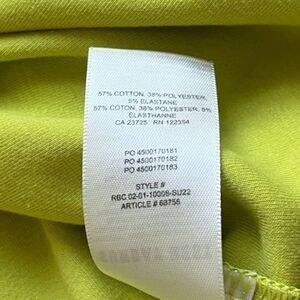 57% COTTON, 38% POLYESTER,
5% ELASTANE
57% COTON, 38% POLYESTER, 5%
ELASTHANNE
CA 23725 RN 122354
PO 4500170181
PO 4500170182
PO 4500170183
STYLE #
RBC 02-01-10008-SU22
ARTICLE # 68755